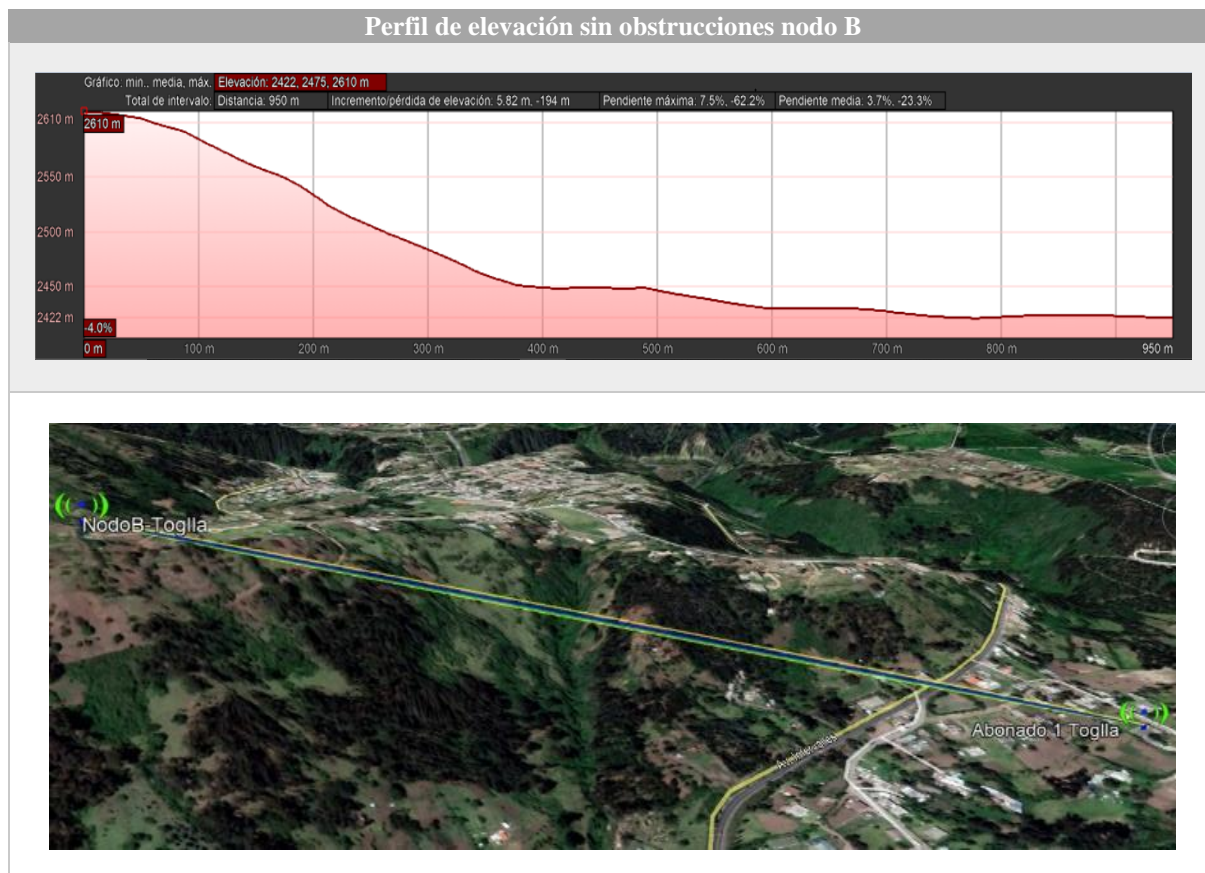 Perfil de elevación sin obstrucciones nodo B
Gráfico: min., media, máx. Elevación: 2422, 2475, 2610 m
Total de intervalo: Distancia: 950 m Incremento/pérdida de elevación: 5.82 m, -194 m Pendiente máxima: 7.5%, -62.2% Pendiente media: 3.7%, -23.3%
2610 m
2610 m
2550 m
2500 m
2450 m
2422 m
-4.0%
0 m 100 m 200 m 300 m 400 m 500 m 600 m 700 m 800 m 950 m
NodoB-Toglla
Abonado 1 Toglla